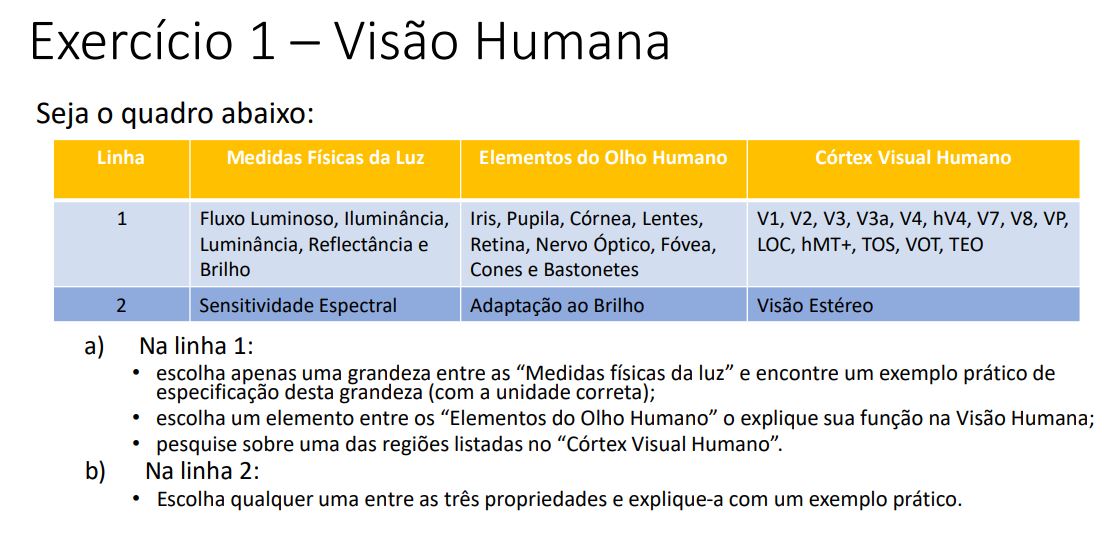 Exercício 1 – Visão Humana
Seja o quadro abaixo:
Linha Medidas Físicas da Luz Elementos do Olho Humano Córtex Visual Humano
1 Fluxo Luminoso, Iluminância, Iris, Pupila, Córnea, Lentes, V1, V2, V3, V3a, V4, hV4, V7, V8, VP,
Luminância, Reflectância e Retina, Nervo Óptico, Fóvea, LOC, hMT+, TOS, VOT, TEO
Brilho Cones e Bastonetes
2 Sensitividade Espectral Adaptação ao Brilho Visão Estéreo
a) Na linha 1:
• escolha apenas uma grandeza entre as “Medidas físicas da luz” e encontre um exemplo prático de
especificação desta grandeza (com a unidade correta);
• escolha um elemento entre os “Elementos do Olho Humano” o explique sua função na Visão Humana;
• pesquise sobre uma das regiões listadas no “Córtex Visual Humano”.
b) Na linha 2:
• Escolha qualquer uma entre as três propriedades e explique-a com um exemplo prático.